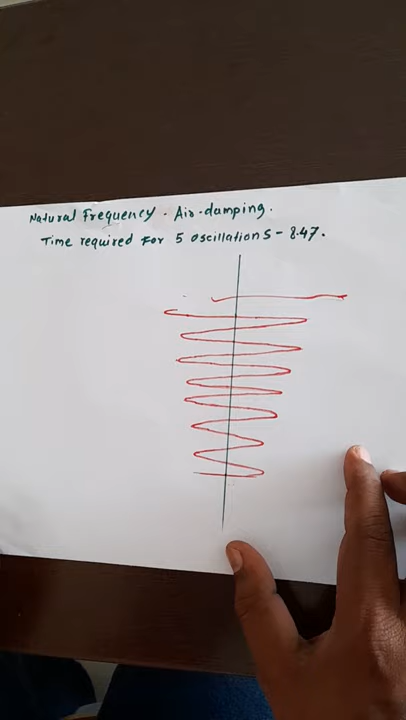 Natural Frequency. Air-damping.
Time required For 5 oscillations - 8.47.